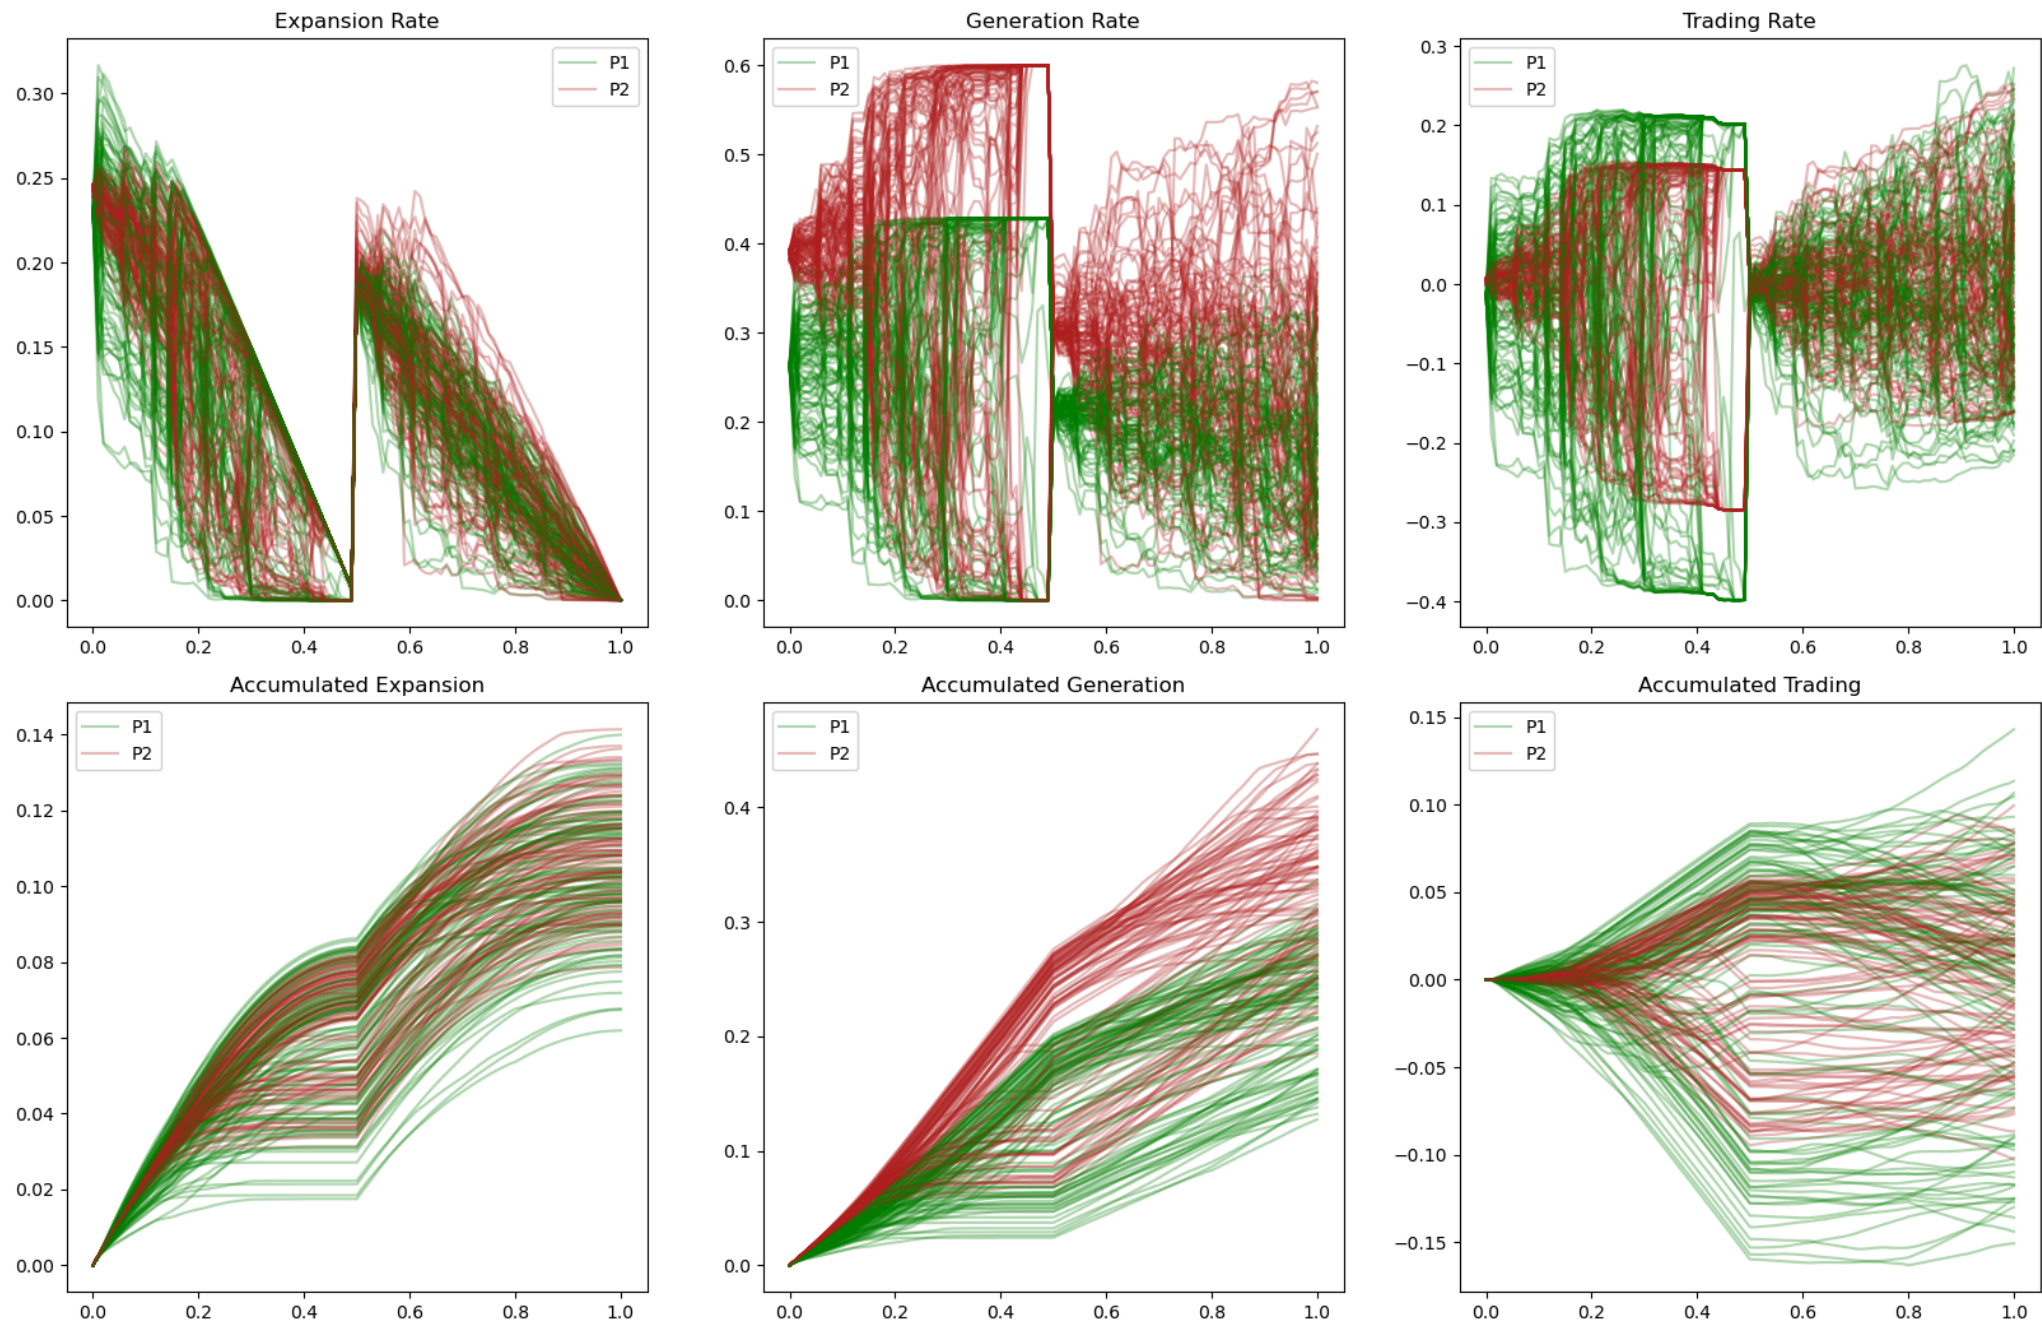 Expansion Rate
P1
P2
0.30
0.25
0.20
0.15
0.10
0.05
0.00
0.0 0.2 0.4 0.6 0.8 1.0
Generation Rate
P1
P2
0.6
0.5
0.4
0.3
0.2
0.1
0.0
0.0 0.2 0.4 0.6 0.8 1.0
Trading Rate
P1
P2
0.3
0.2
0.1
0.0
−0.1
−0.2
−0.3
−0.4
0.0 0.2 0.4 0.6 0.8 1.0
Accumulated Expansion
P1
P2
0.14
0.12
0.10
0.08
0.06
0.04
0.02
0.00
0.0 0.2 0.4 0.6 0.8 1.0
Accumulated Generation
P1
P2
0.4
0.3
0.2
0.1
0.0
0.0 0.2 0.4 0.6 0.8 1.0
Accumulated Trading
P1
P2
0.15
0.10
0.05
0.00
−0.05
−0.10
−0.15
0.0 0.2 0.4 0.6 0.8 1.0